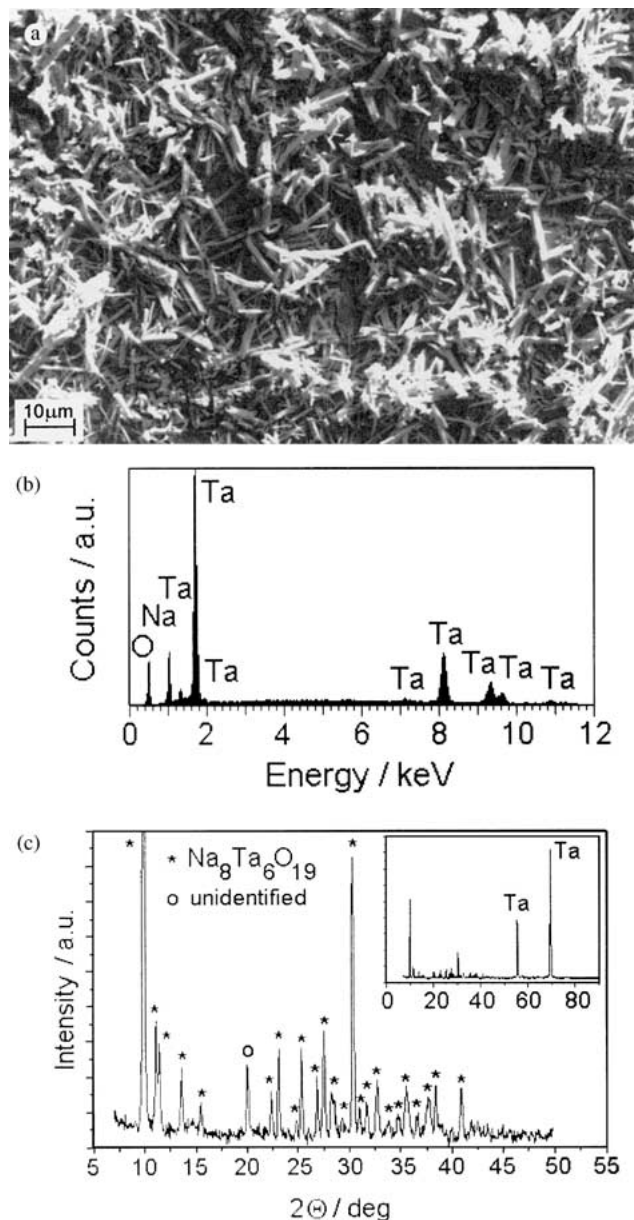 a
10µm
(b)
Counts / a.u.
O
Na
Ta
Ta
Ta
Ta
Ta
Ta
Ta
Ta
0 2 4 6 8 10 12
Energy / keV
(c)
* Na8Ta6O19
o unidentified
Ta
Ta
0 20 40 60 80
Intensity / a.u.
5 10 15 20 25 30 35 40 45 50 55
2Θ / deg